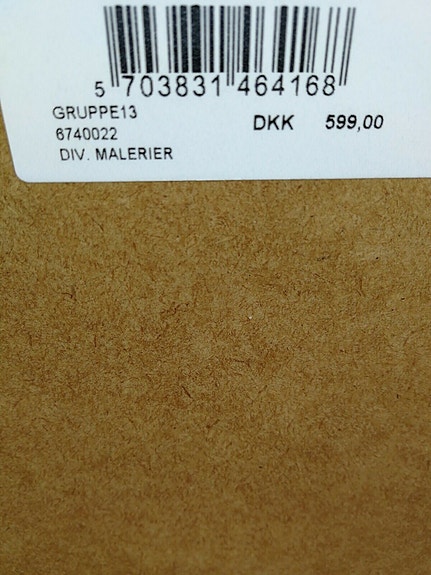 5 703831 464168
GRUPPE13
DKK 599,00
6740022
DIV. MALERIER